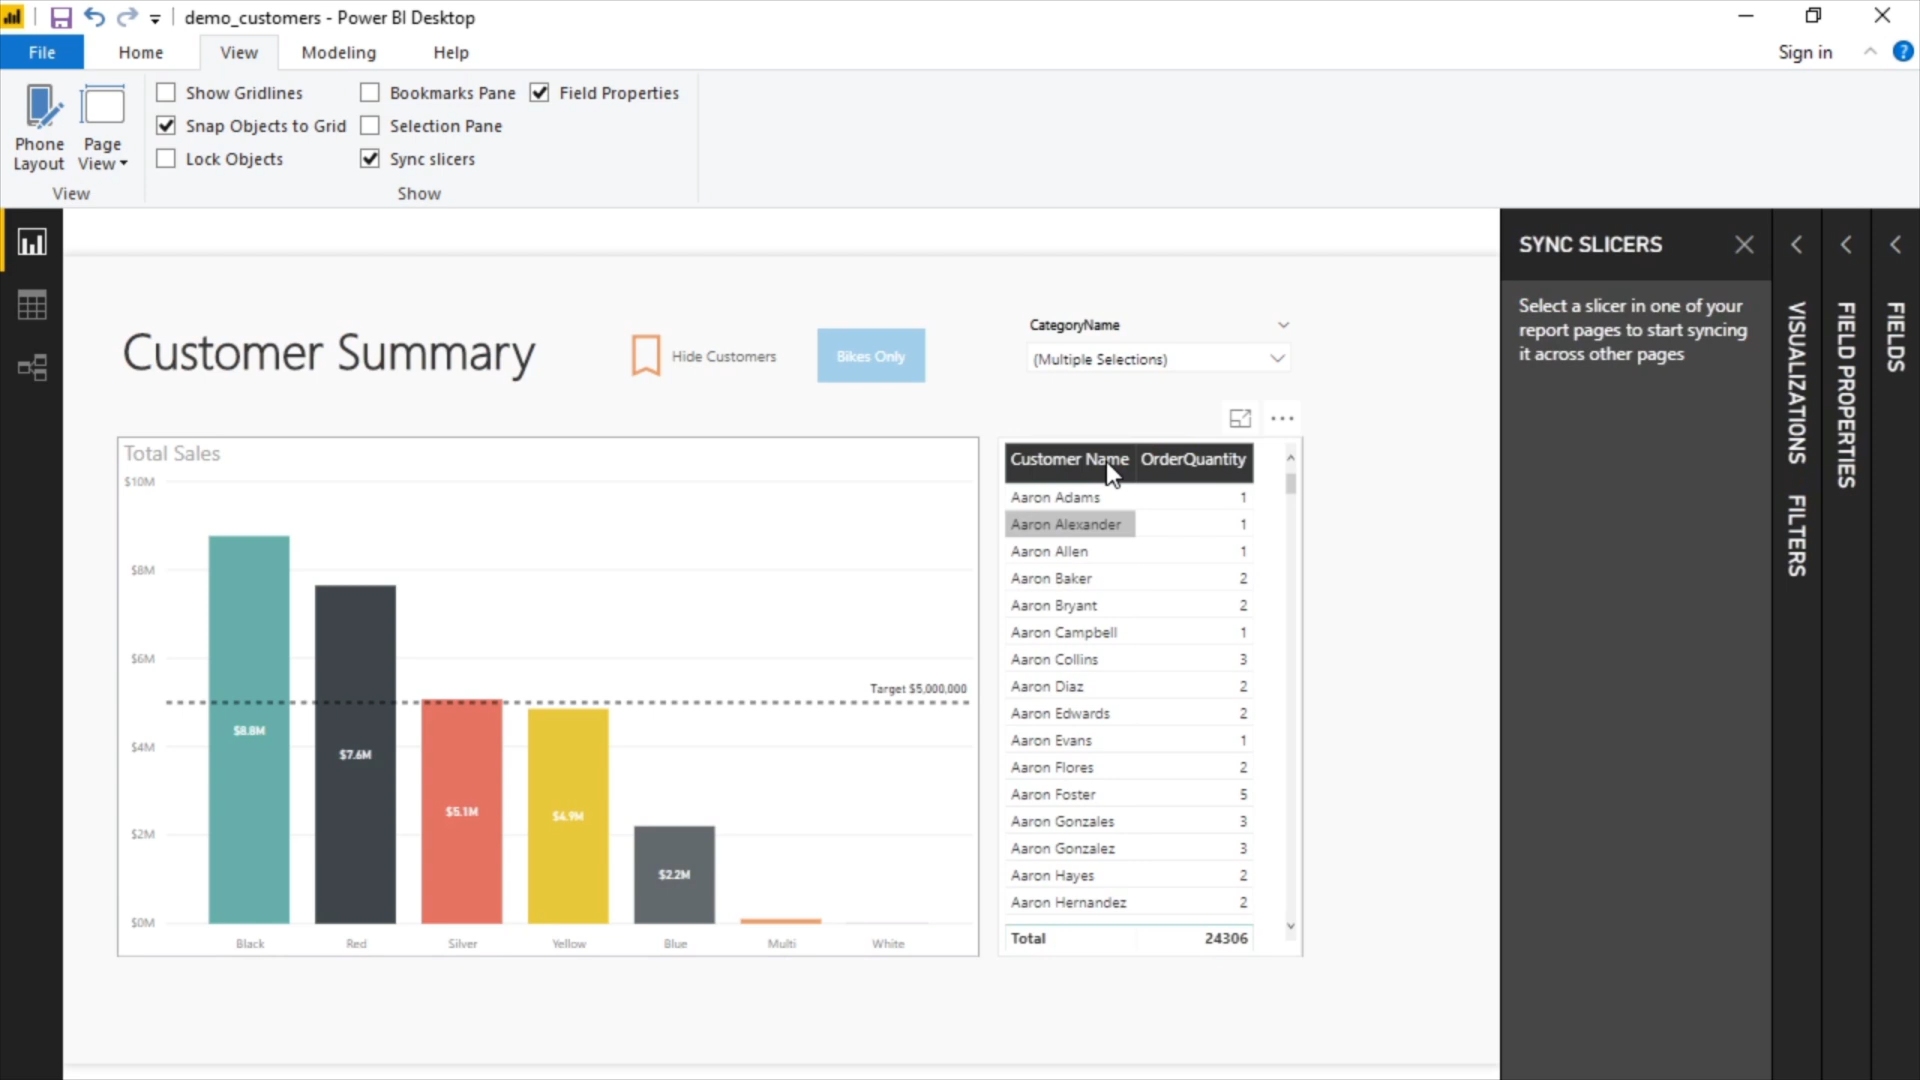 demo_customers - Power BI Desktop
File Home View Modeling Help Sign in
Show Gridlines Bookmarks Pane Field Properties
Snap Objects to Grid Selection Pane
Lock Objects Sync slicers
Phone Layout
Page View
View
Show
Customer Summary
Hide Customers
Bikes Only
CategoryName
(Multiple Selections)
Total Sales
$10M
$8M
$6M
$4M
$2M
$0M
Target $5,000,000
$8.8M
$7.6M
$5.1M
$4.9M
$2.2M
Black Red Silver Yellow Blue Multi White
Customer Name OrderQuantity
Aaron Adams 1
Aaron Alexander 1
Aaron Allen 1
Aaron Baker 2
Aaron Bryant 2
Aaron Campbell 1
Aaron Collins 3
Aaron Diaz 2
Aaron Edwards 2
Aaron Evans 1
Aaron Flores 2
Aaron Foster 5
Aaron Gonzales 3
Aaron Gonzalez 3
Aaron Hayes 2
Aaron Hernandez 2
Total 24306
SYNC SLICERS
Select a slicer in one of your
report pages to start syncing
it across other pages
VISUALIZATIONS
FILTERS
FIELD PROPERTIES
FIELDS